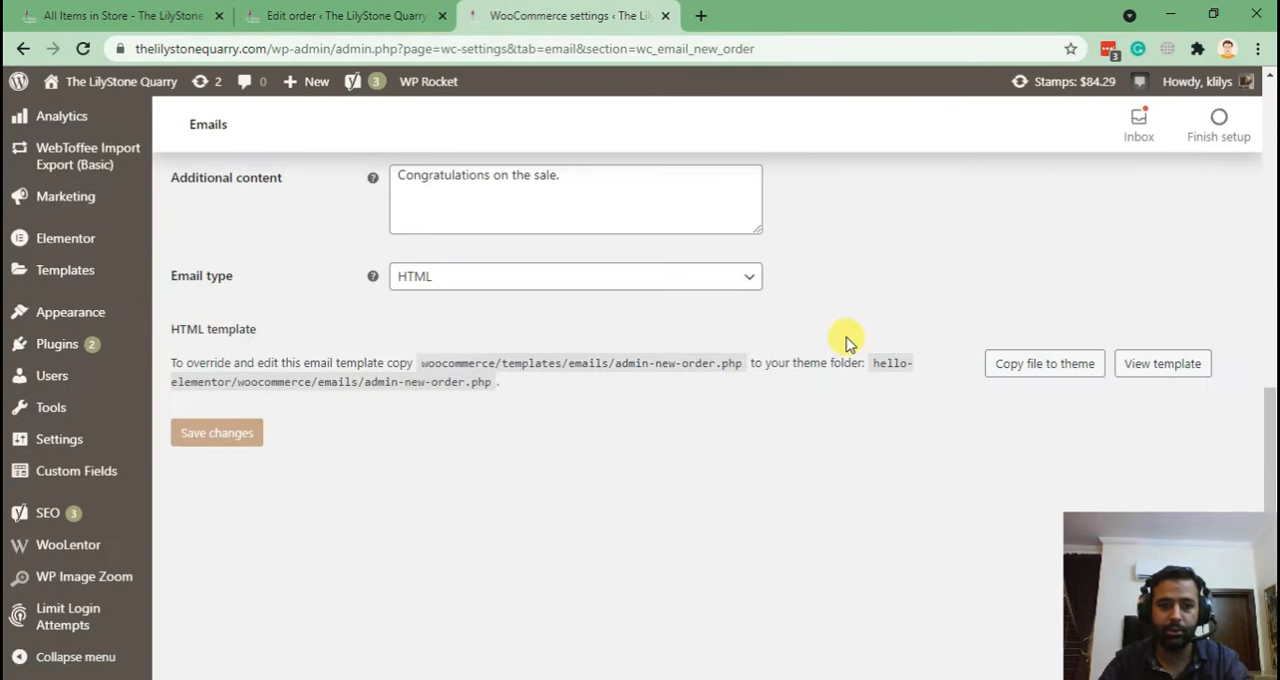 All Items in Store - The LilyStone
Edit order ‹ The LilyStone Quarry
WooCommerce settings ‹ The Lil
thelilystonequarry.com/wp-admin/admin.php?page=wc-settings&tab=email&section=wc_email_new_order
3
The LilyStone Quarry
2
0
New
3
WP Rocket
Stamps: $84.29
Howdy, klilys
Analytics
WebToffee Import
Export (Basic)
Marketing
Elementor
Templates
Appearance
Plugins 2
Users
Tools
Settings
Custom Fields
SEO 3
WooLentor
WP Image Zoom
Limit Login
Attempts
Collapse menu
Emails
Inbox
Finish setup
Additional content
Congratulations on the sale.
Email type
HTML
HTML template
To override and edit this email template copy woocommerce/templates/emails/admin-new-order.php to your theme folder: hello-
elementor/woocommerce/emails/admin-new-order.php .
Copy file to theme
View template
Save changes